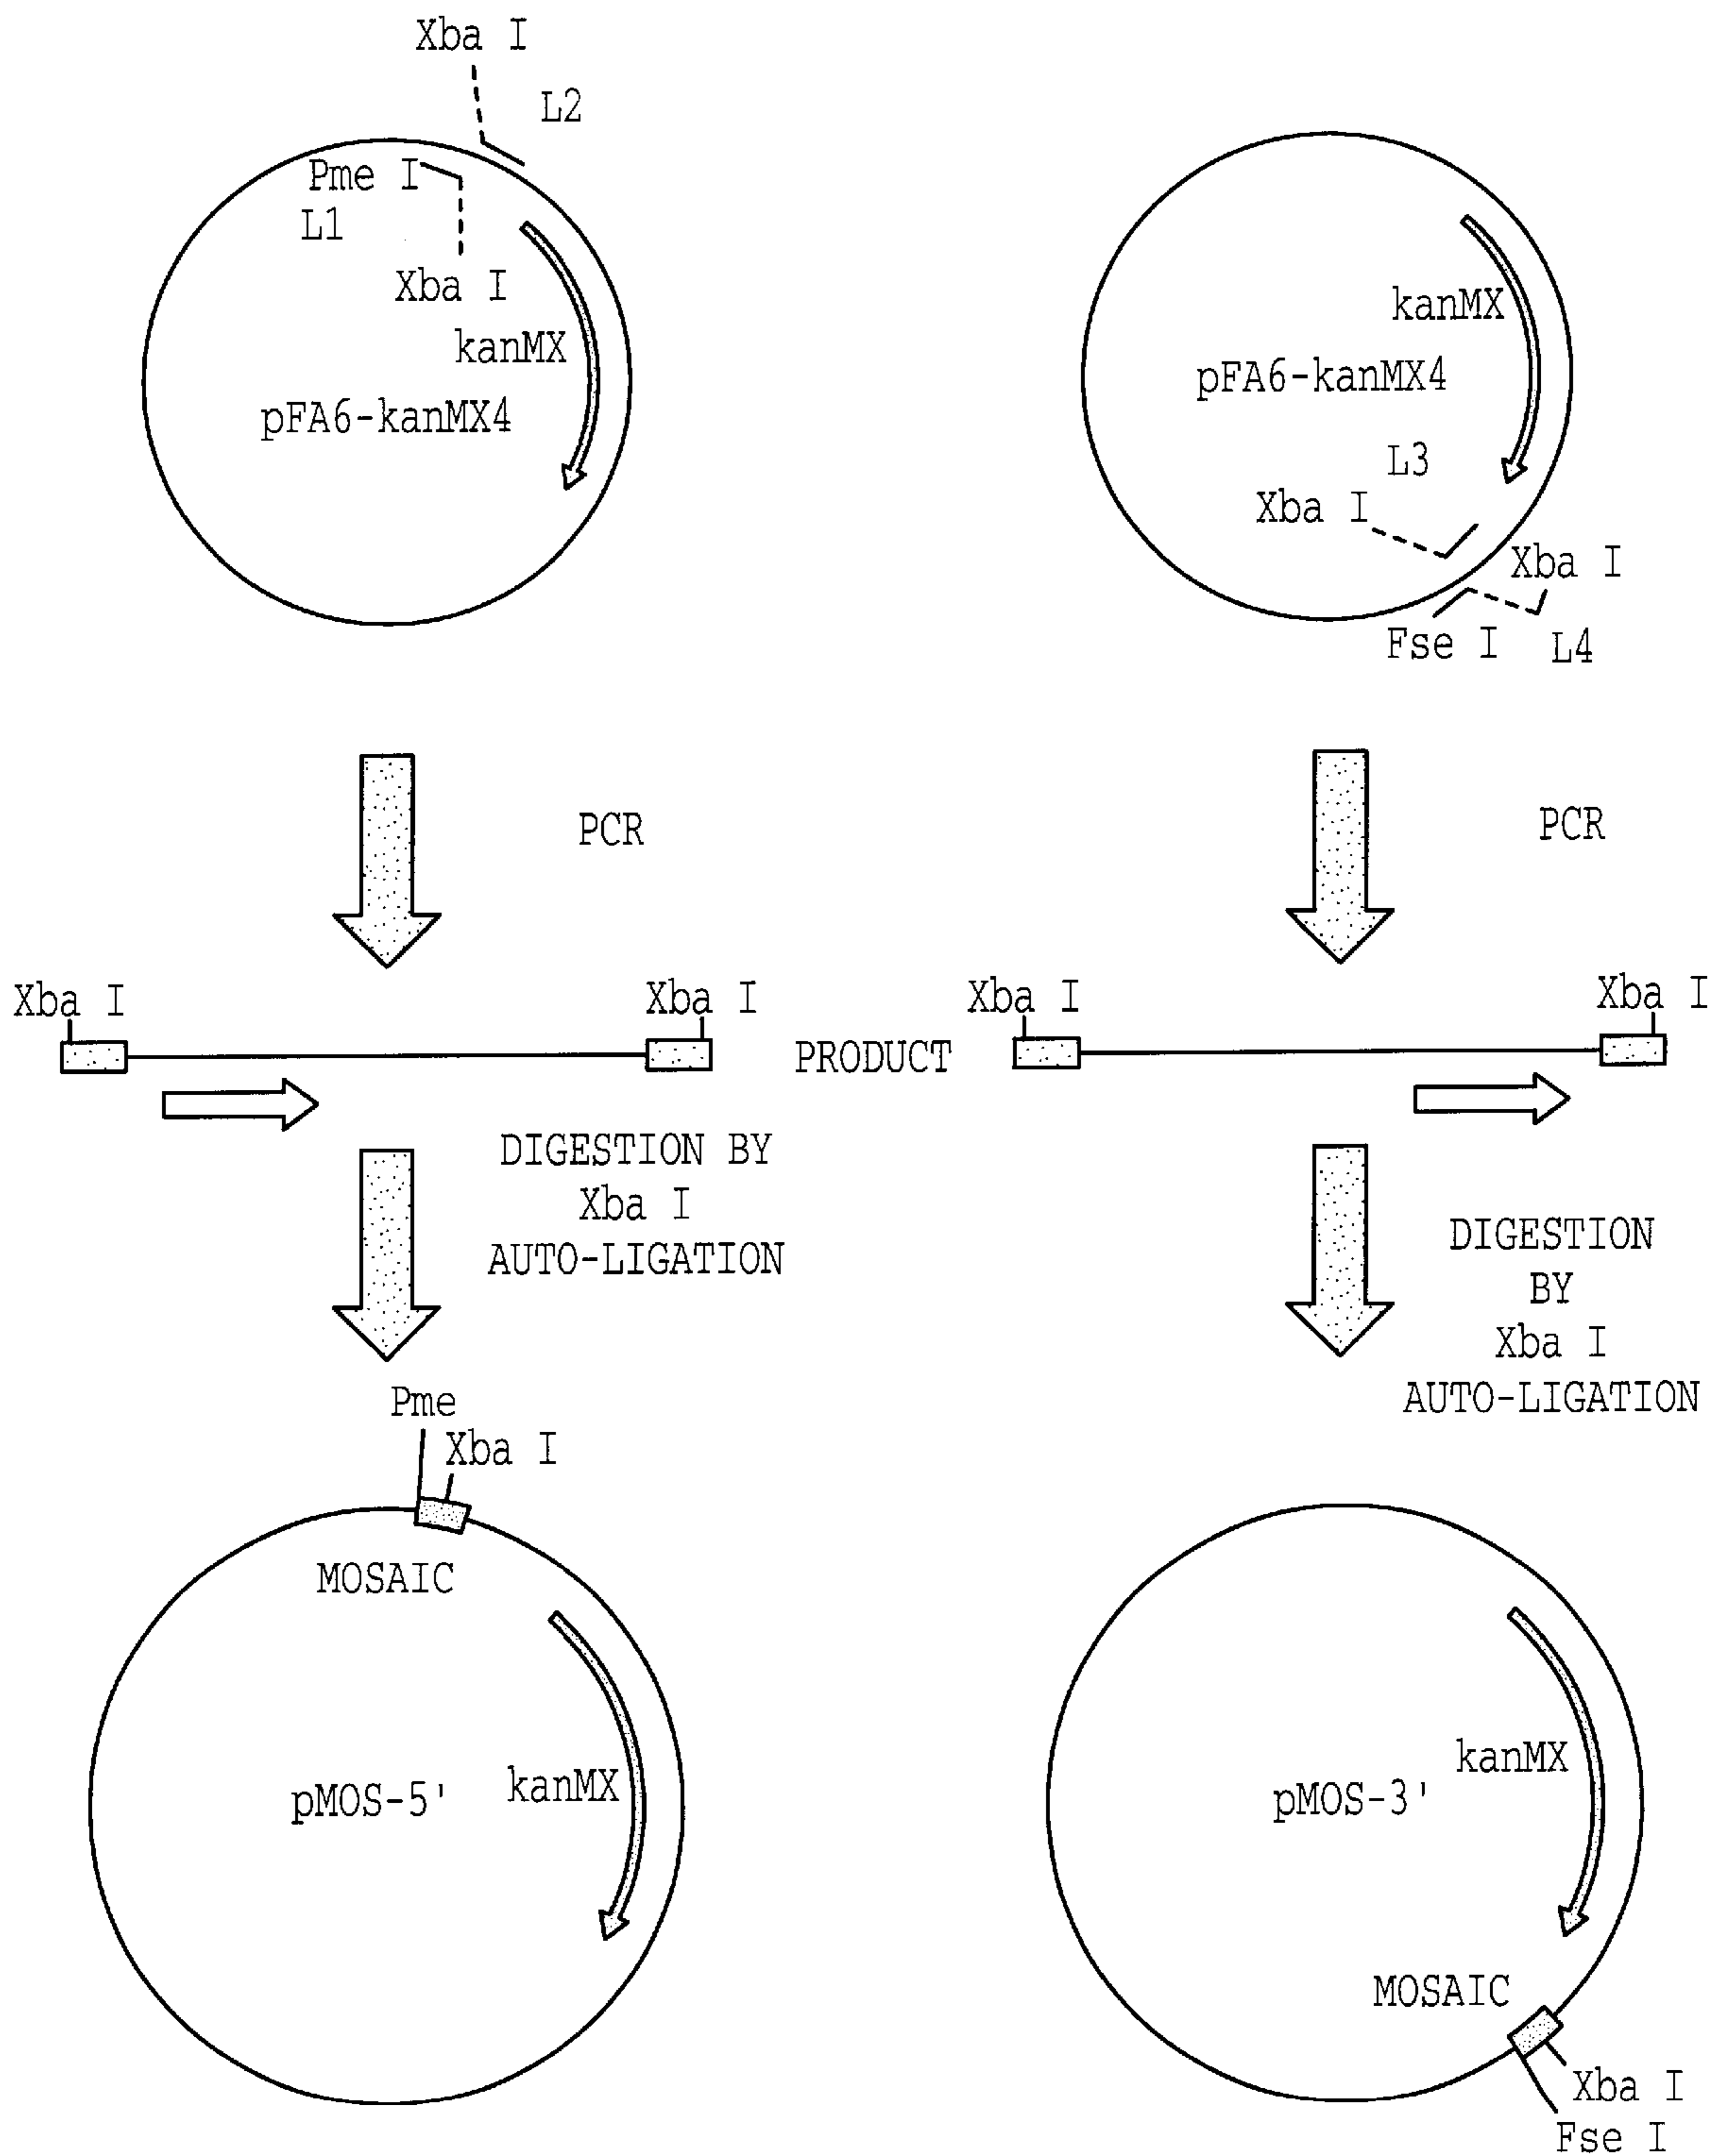 Xba I
L2
Pme I
L1
Xba I
kanMX
pFA6-kanMX4
kanMX
pFA6-kanMX4
L3
Xba I
Xba I
Fse I
L4
PCR
PCR
Xba I
Xba I
PRODUCT
Xba I
Xba I
DIGESTION BY
Xba I
AUTO-LIGATION
DIGESTION
BY
Xba I
AUTO-LIGATION
Pme
Xba I
MOSAIC
kanMX
pMOS-5'
kanMX
pMOS-3'
MOSAIC
Xba I
Fse I